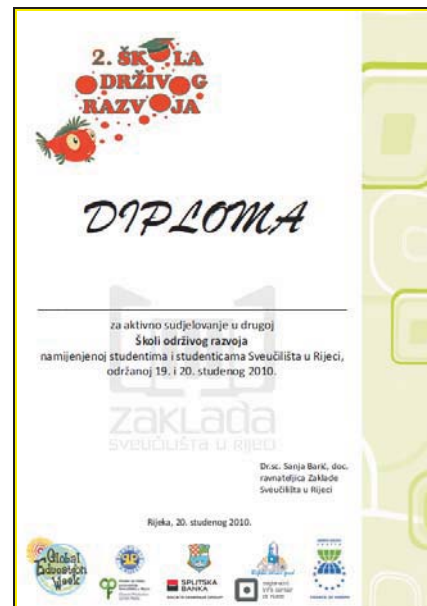 2. ŠKOLA
ODRŽIVOG
RAZVOJA
DIPLOMA
za aktivno sudjelovanje u drugoj
Školi održivog razvoja
namijenjenoj studentima i studenticama Sveučilišta u Rijeci,
održanoj 19. i 20. studenog 2010.
zaklada
sveučilišta u rijeci
Dr.sc. Sanja Barić, doc.
ravnateljica Zaklade
Sveučilišta u Rijeci
Rijeka, 20. studenog 2010.
Global
Education
Week
SPLITSKA
BANKA